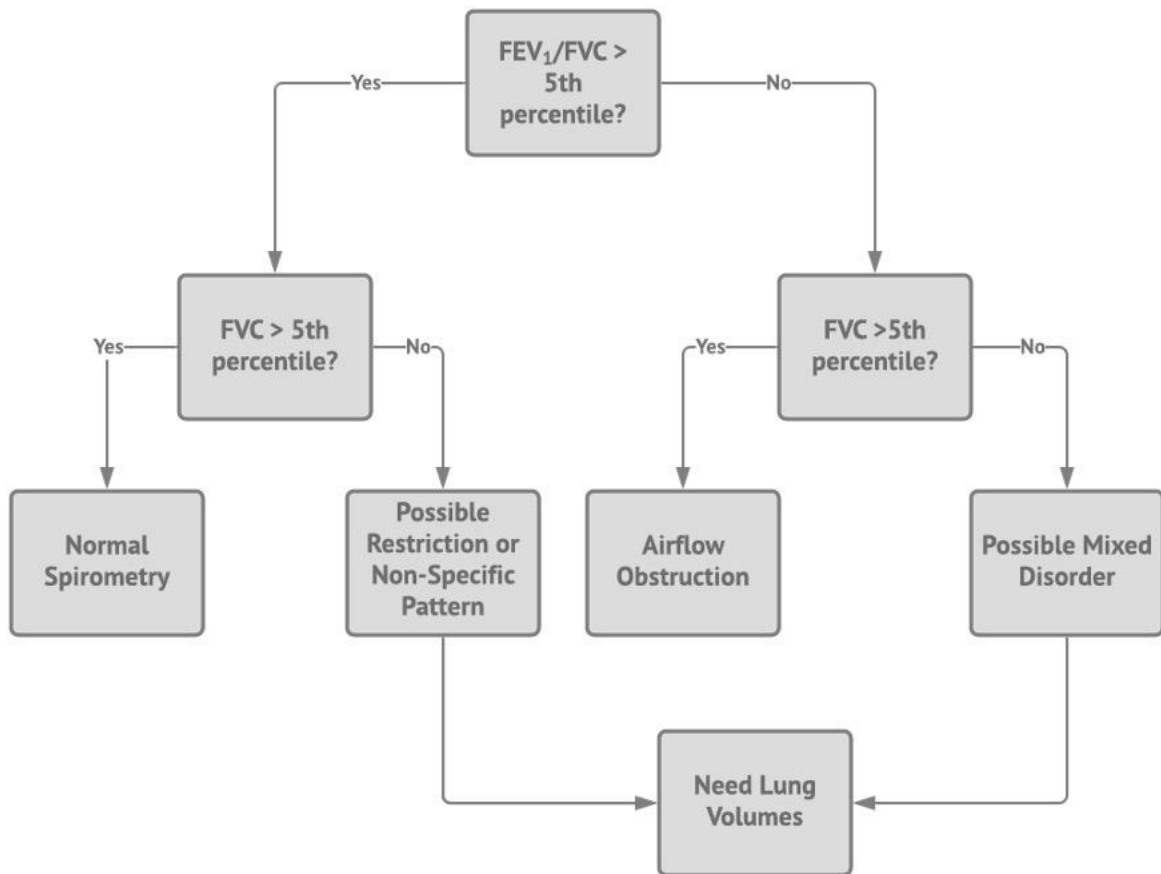 FEV₁/FVC >
5th
percentile?
Yes
No
FVC > 5th
percentile?
FVC >5th
percentile?
Yes
No
Yes
No
Normal
Spirometry
Possible
Restriction or
Non-Specific
Pattern
Airflow
Obstruction
Possible Mixed
Disorder
Need Lung
Volumes